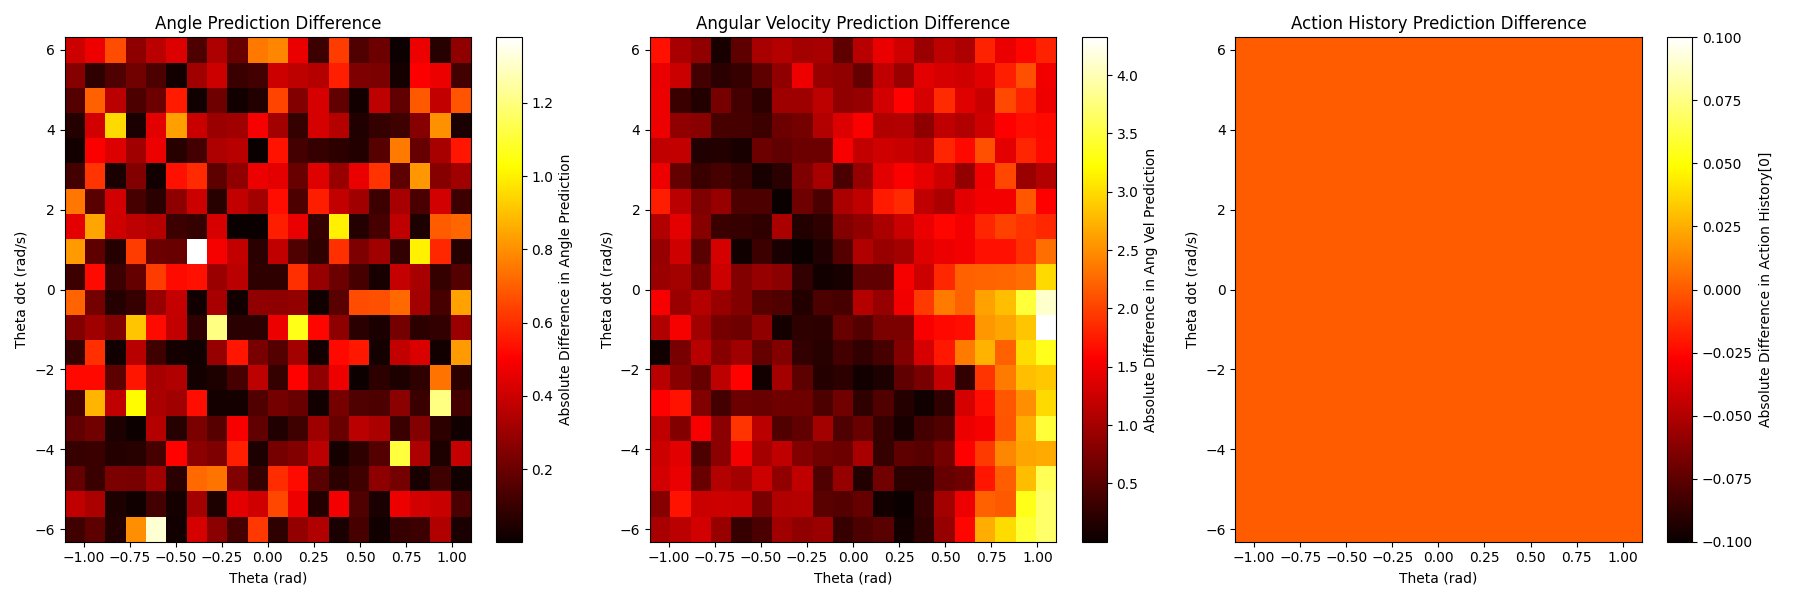 Angle Prediction Difference
6
4
2
0
−2
−4
−6
Theta dot (rad/s)
−1.00 −0.75 −0.50 −0.25 0.00 0.25 0.50 0.75 1.00
Theta (rad)
1.2
1.0
0.8
0.6
0.4
0.2
Absolute Difference in Angle Prediction
Angular Velocity Prediction Difference
6
4
2
0
−2
−4
−6
Theta dot (rad/s)
−1.00 −0.75 −0.50 −0.25 0.00 0.25 0.50 0.75 1.00
Theta (rad)
4.0
3.5
3.0
2.5
2.0
1.5
1.0
0.5
Absolute Difference in Ang Vel Prediction
Action History Prediction Difference
6
4
2
0
−2
−4
−6
Theta dot (rad/s)
−1.00 −0.75 −0.50 −0.25 0.00 0.25 0.50 0.75 1.00
Theta (rad)
0.100
0.075
0.050
0.025
0.000
−0.025
−0.050
−0.075
−0.100
Absolute Difference in Action History[0]